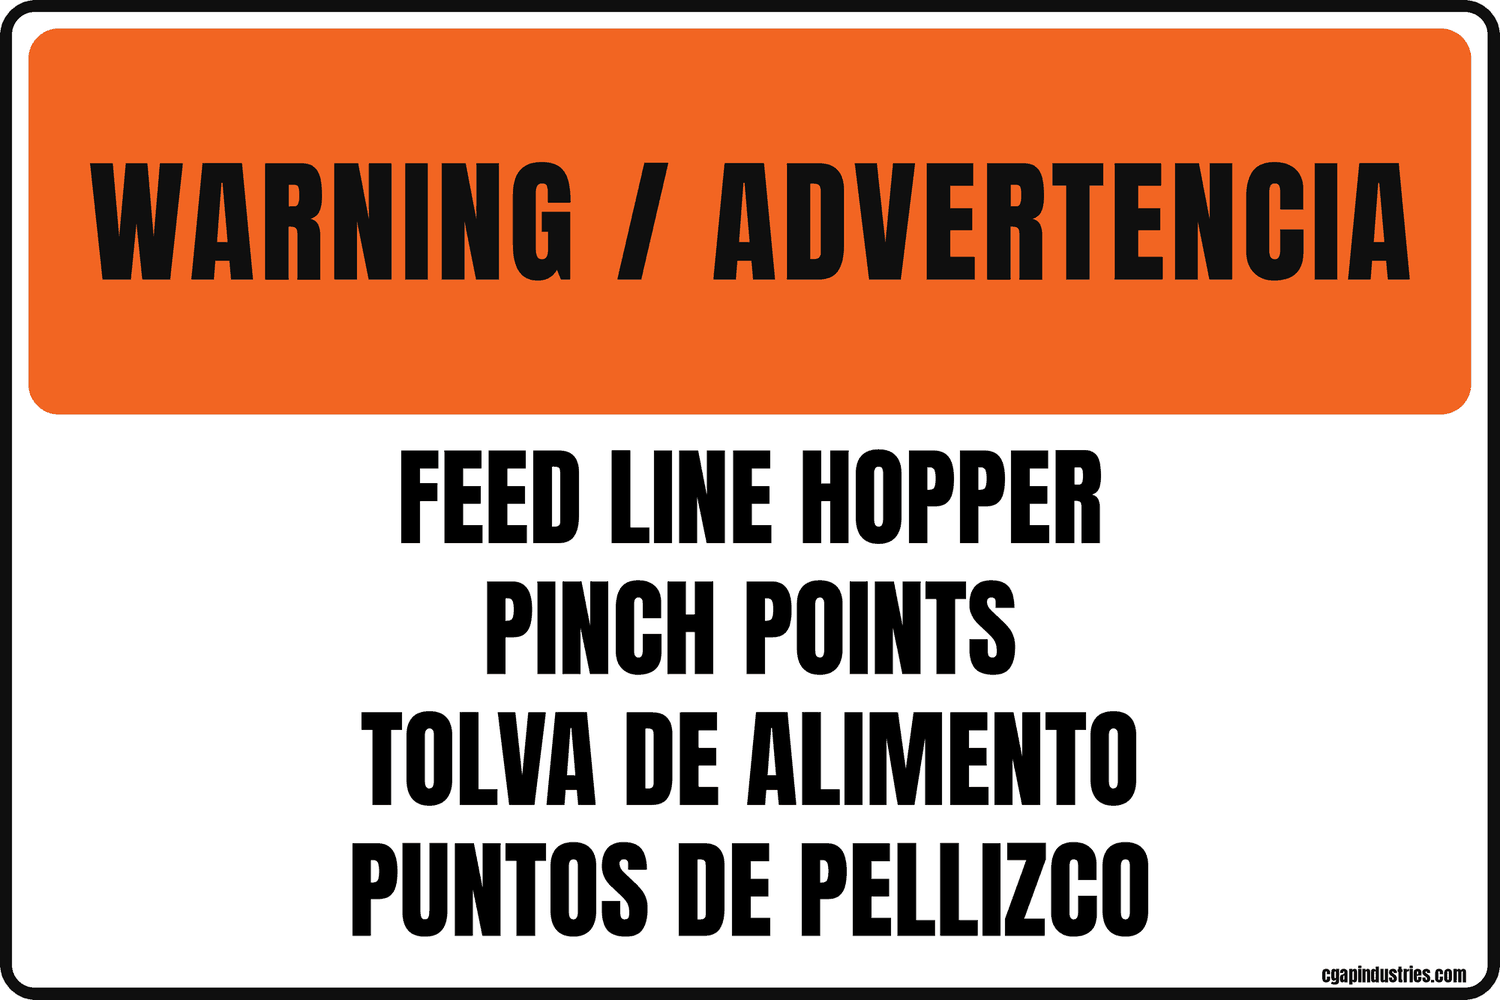 WARNING / ADVERTENCIA
FEED LINE HOPPER
PINCH POINTS
TOLVA DE ALIMENTO
PUNTOS DE PELLIZCO
cgapindustries.com